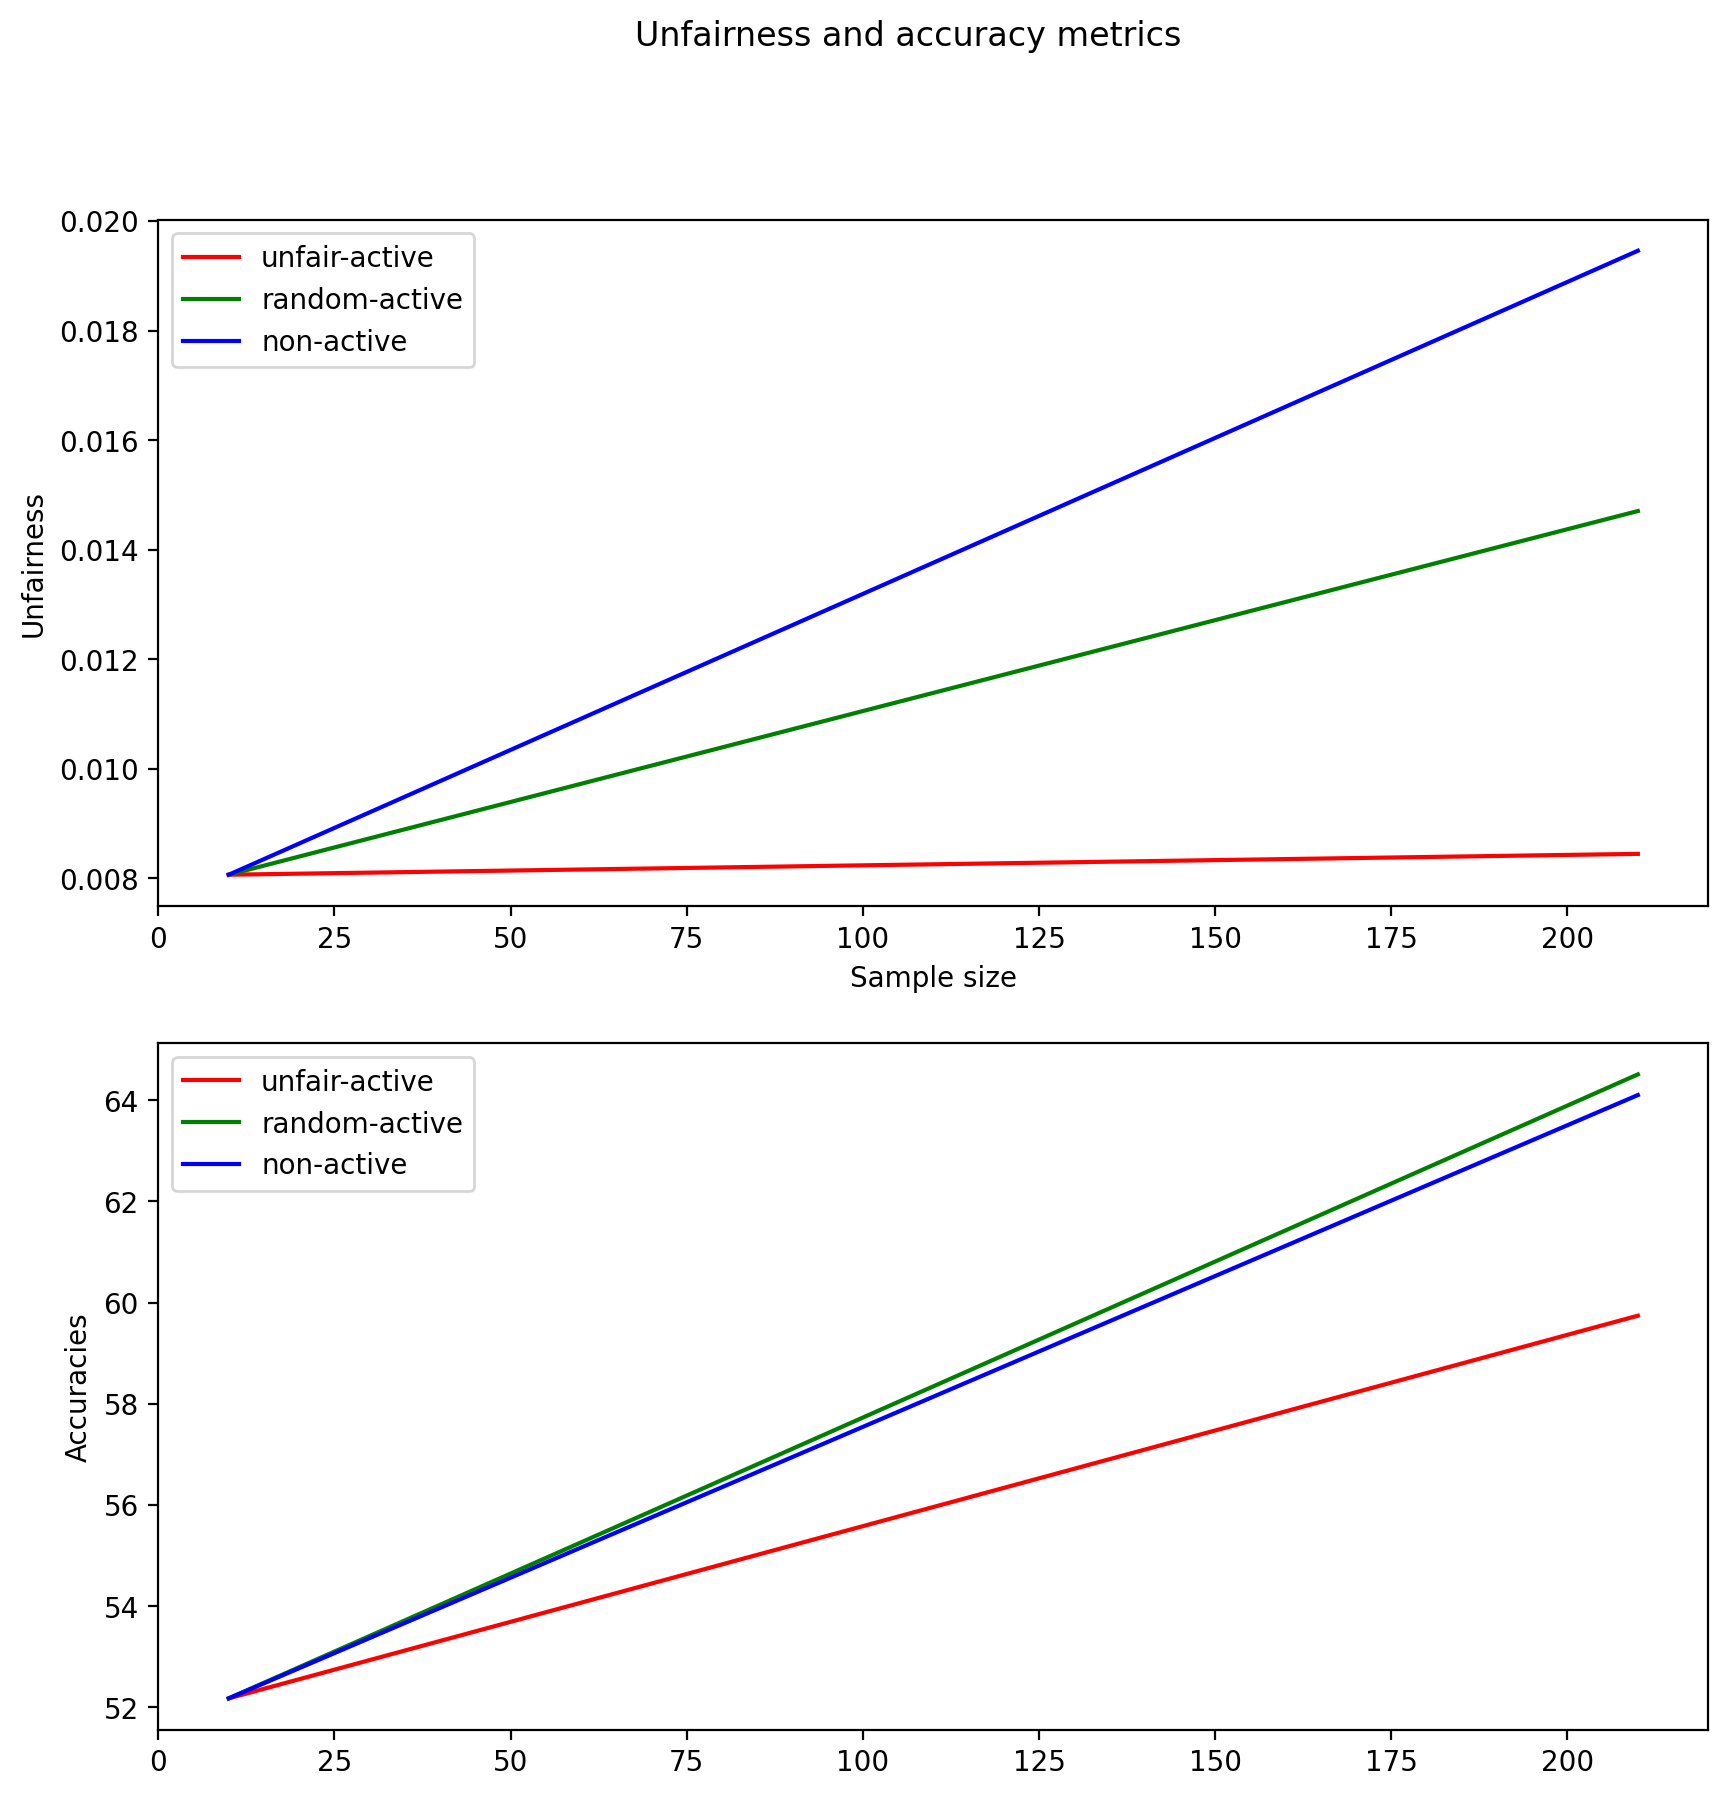 Unfairness and accuracy metrics
0.020
0.018
0.016
0.014
0.012
0.010
0.008
Unfairness
unfair-active
random-active
non-active
0 25 50 75 100 125 150 175 200
Sample size
64
62
60
58
56
54
52
Accuracies
unfair-active
random-active
non-active
0 25 50 75 100 125 150 175 200